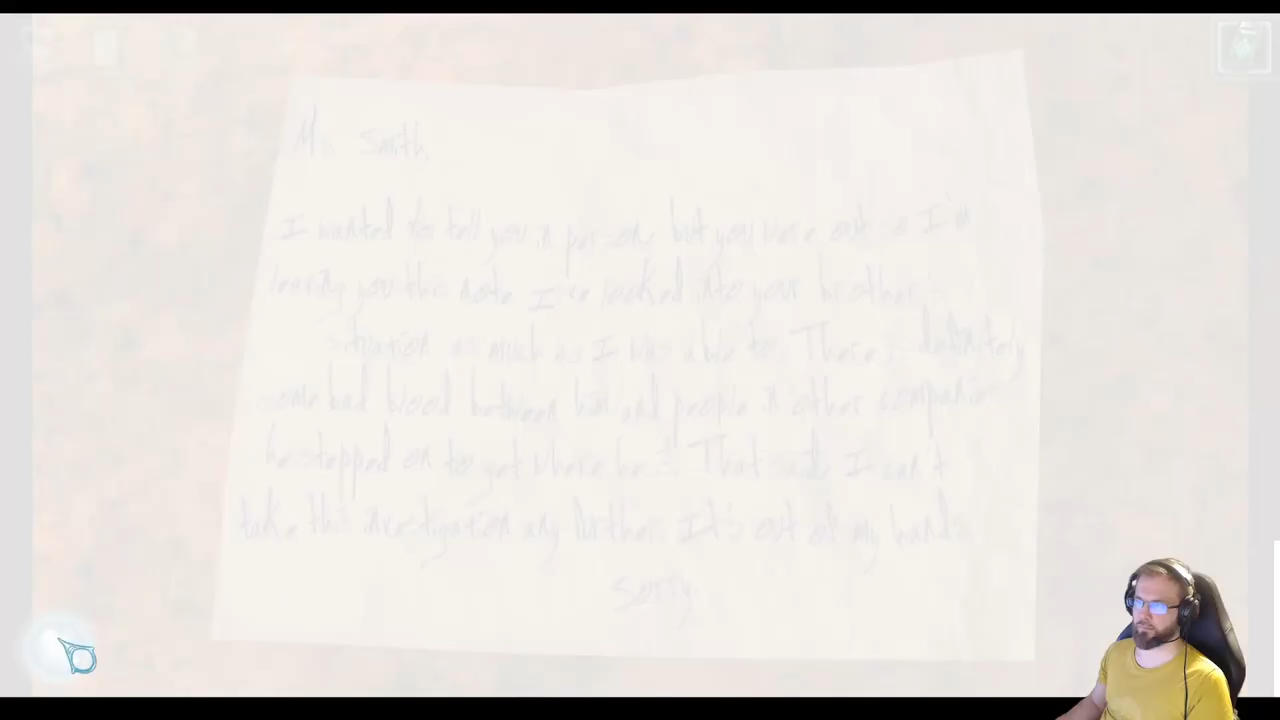 Mr. Smith,
I wanted to tell you in person, but you were out so I'm
leaving you this note. I've looked into your brother's
situation as much as I was able to. There's definitely
some bad blood between him and people in other companies
he stepped on to get where he is. That said, I can't
take this investigation any further. It's out of my hands.
Sorry